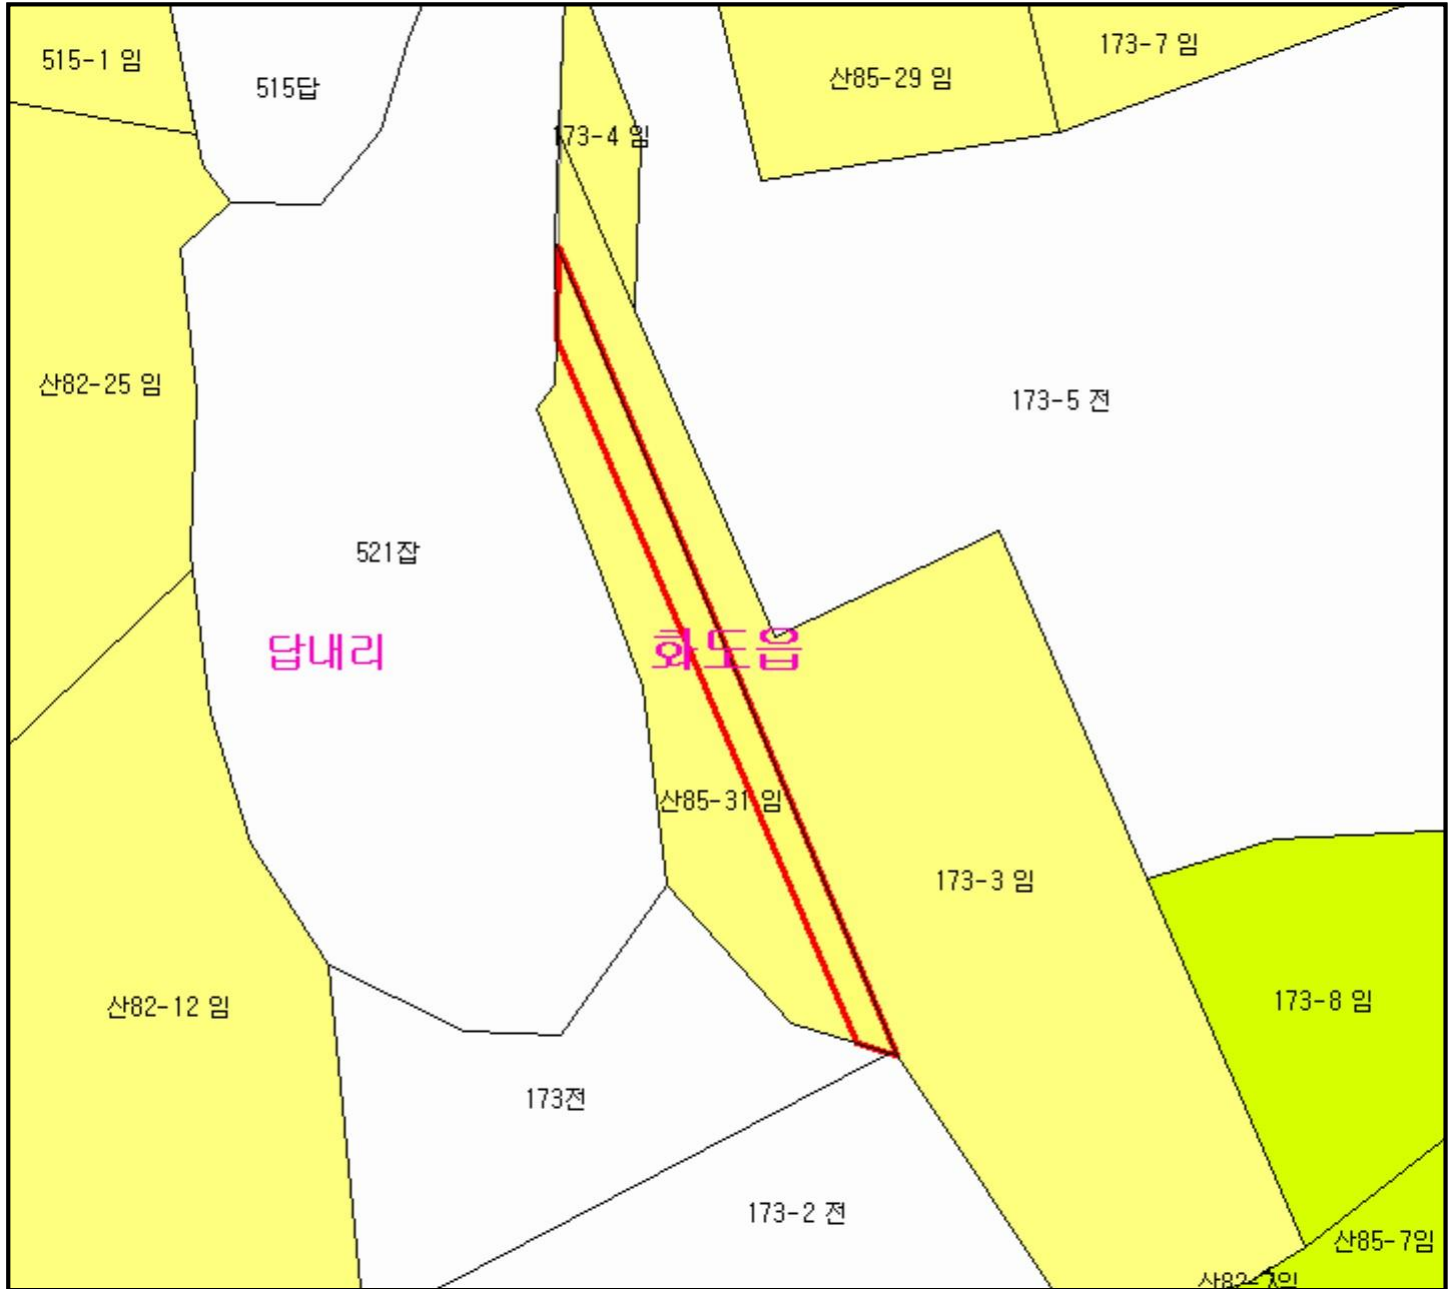 173-7 임
515-1 임
산85-29 임
515답
173-4 임
산82-25 임
173-5 전
521잡
답내리
화도읍
산85-31 임
173-3 임
173-8 임
산82-12 임
173전
173-2 전
산85-7임